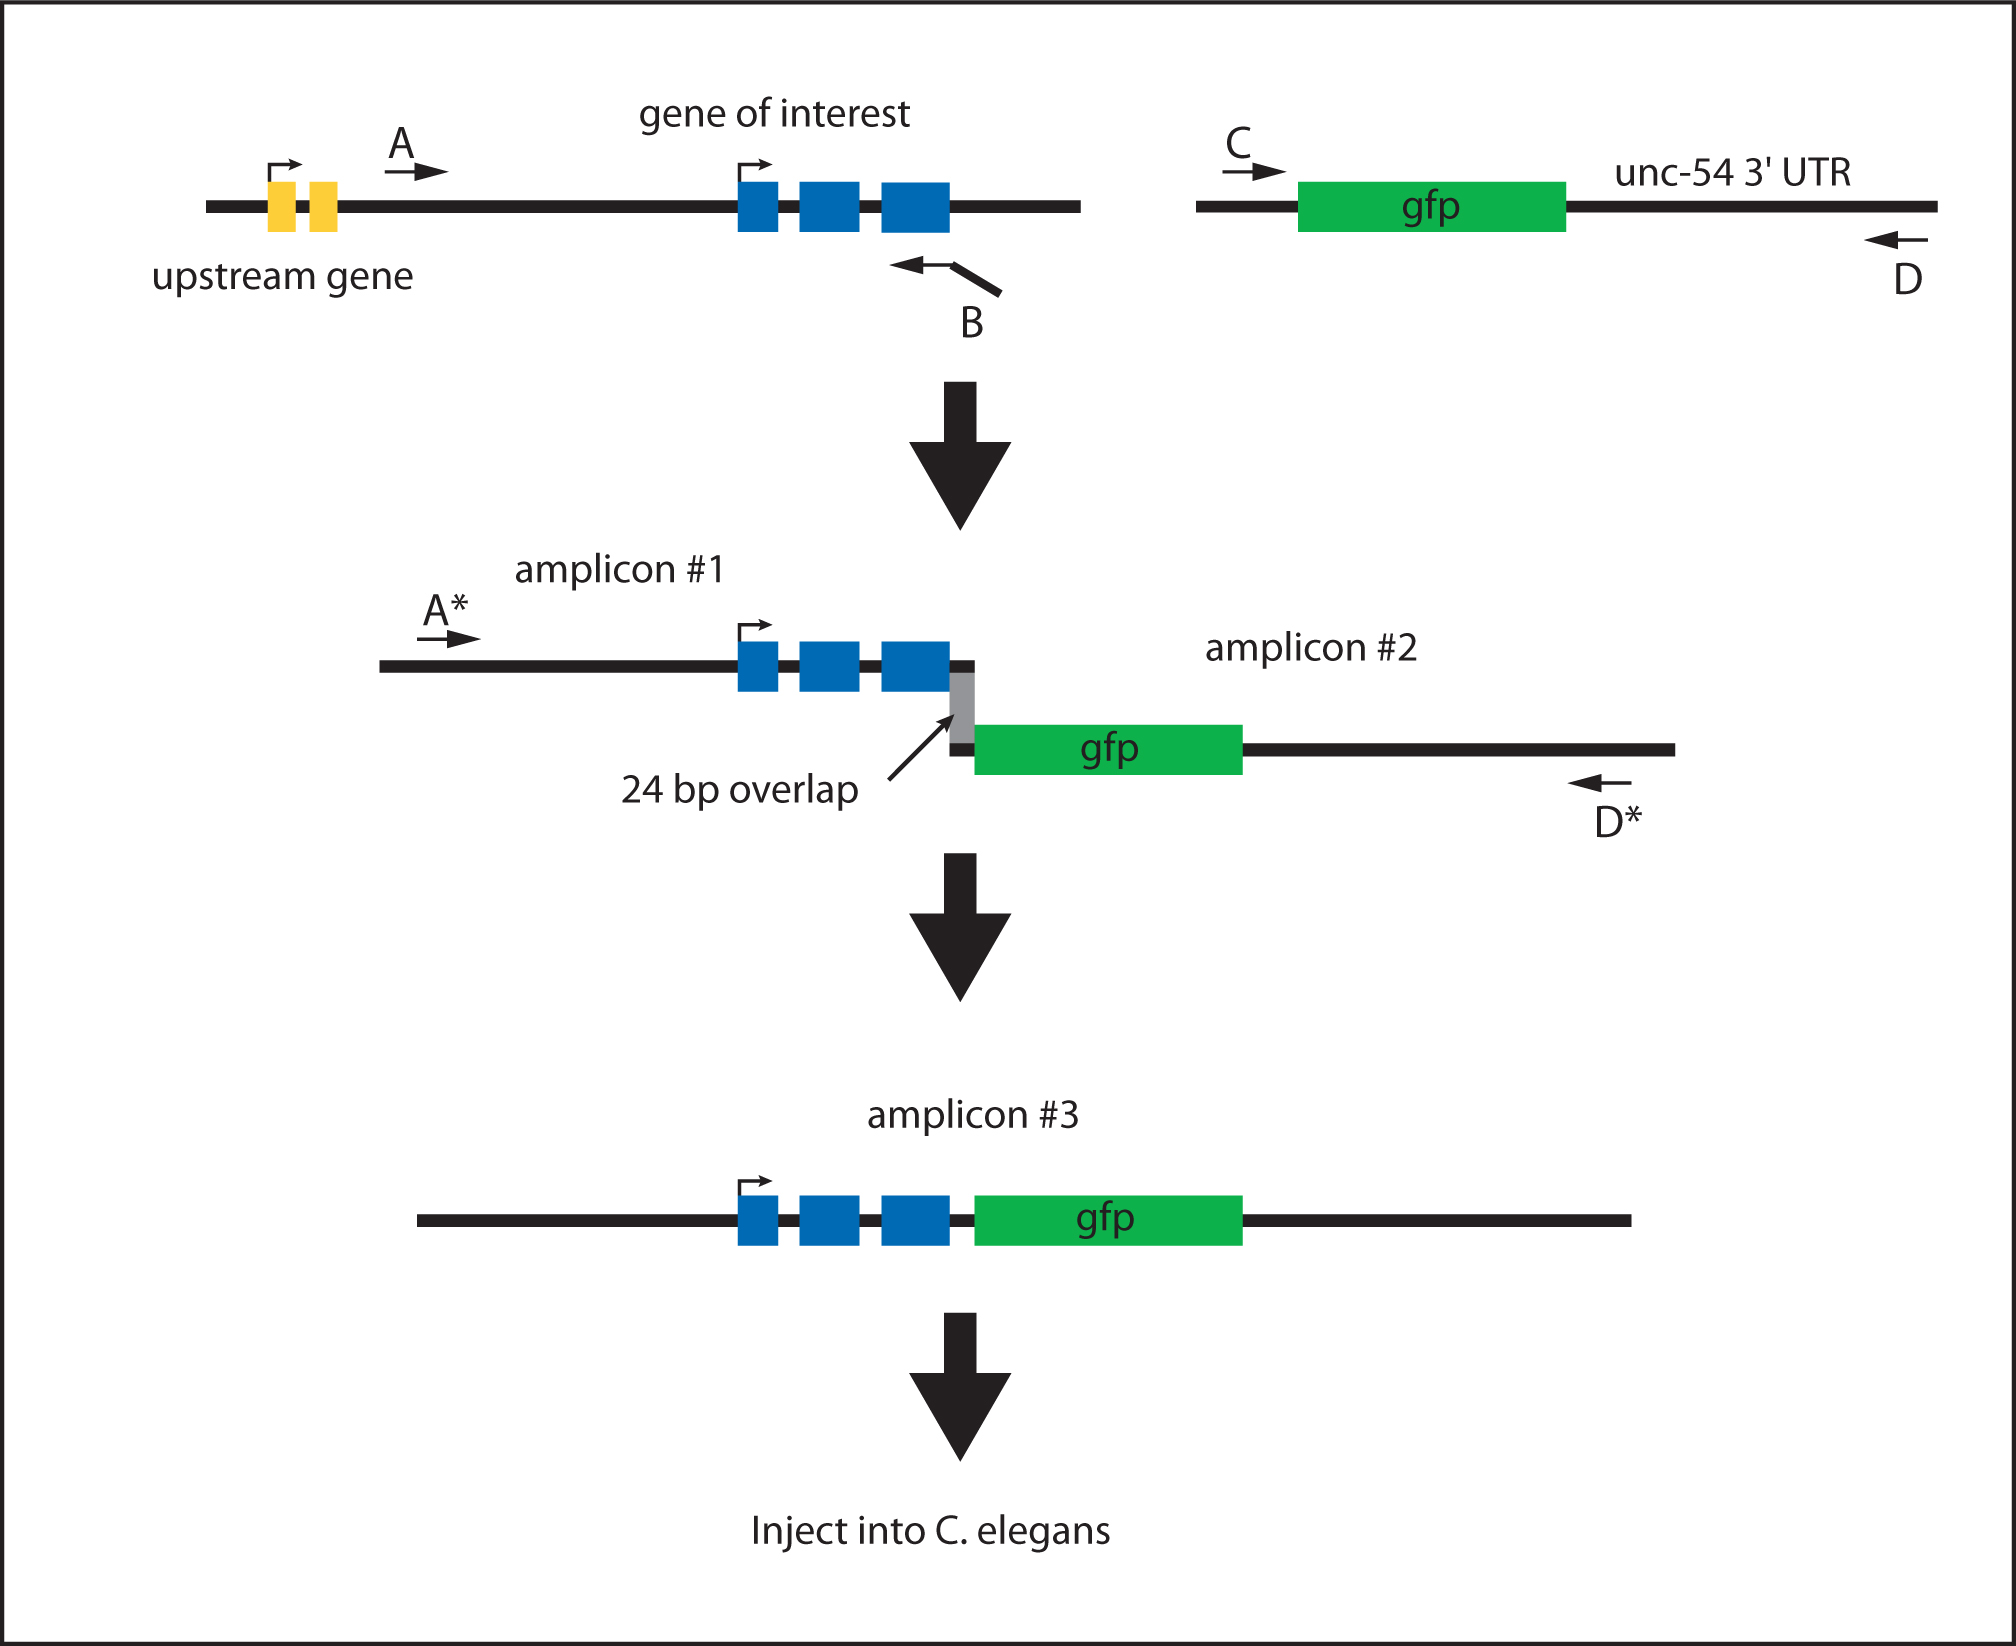 gene of interest
A
C
unc-54 3' UTR
gfp
upstream gene
D
B
amplicon #1
A*
amplicon #2
gfp
24 bp overlap
D*
amplicon #3
gfp
Inject into C. elegans